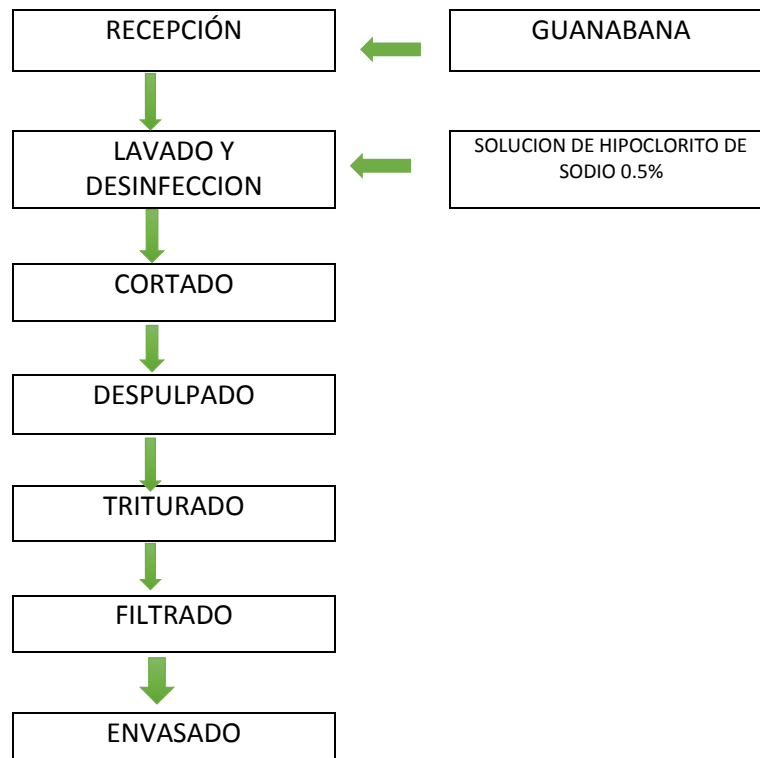 RECEPCIÓN
GUANABANA
LAVADO Y
DESINFECCION
SOLUCION DE HIPOCLORITO DE
SODIO 0.5%
CORTADO
DESPULPADO
TRITURADO
FILTRADO
ENVASADO